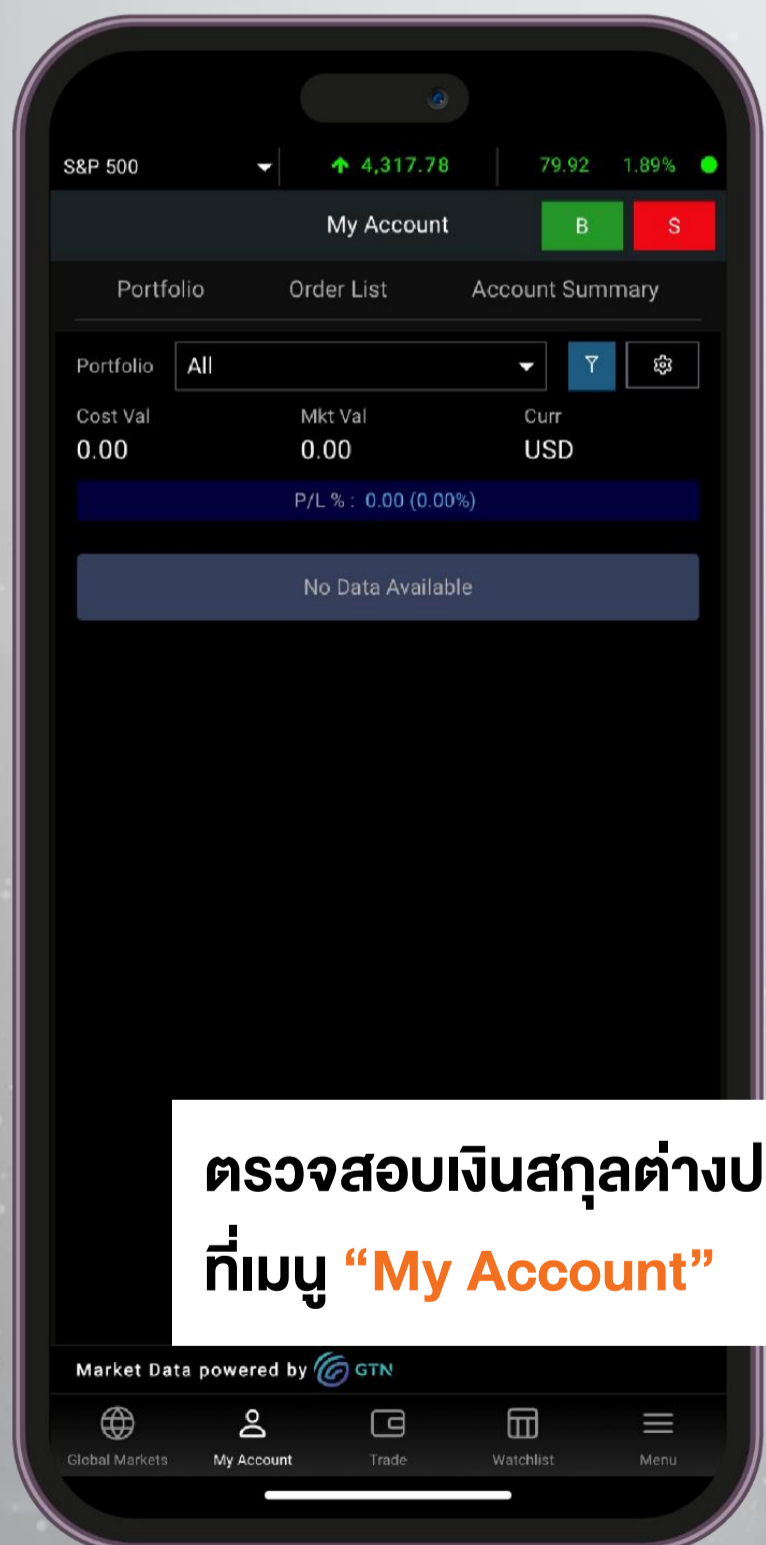 S&P 500 4,317.78 79.92 1.89%
My Account B S
Portfolio Order List Account Summary
Portfolio All
Cost Val Mkt Val Curr
0.00 0.00 USD
P/L % : 0.00 (0.00%)
No Data Available
ตรวจสอบเงินสกุลต่างป
ที่เมนู “My Account”
Market Data powered by GTN
Global Markets My Account Trade Watchlist Menu